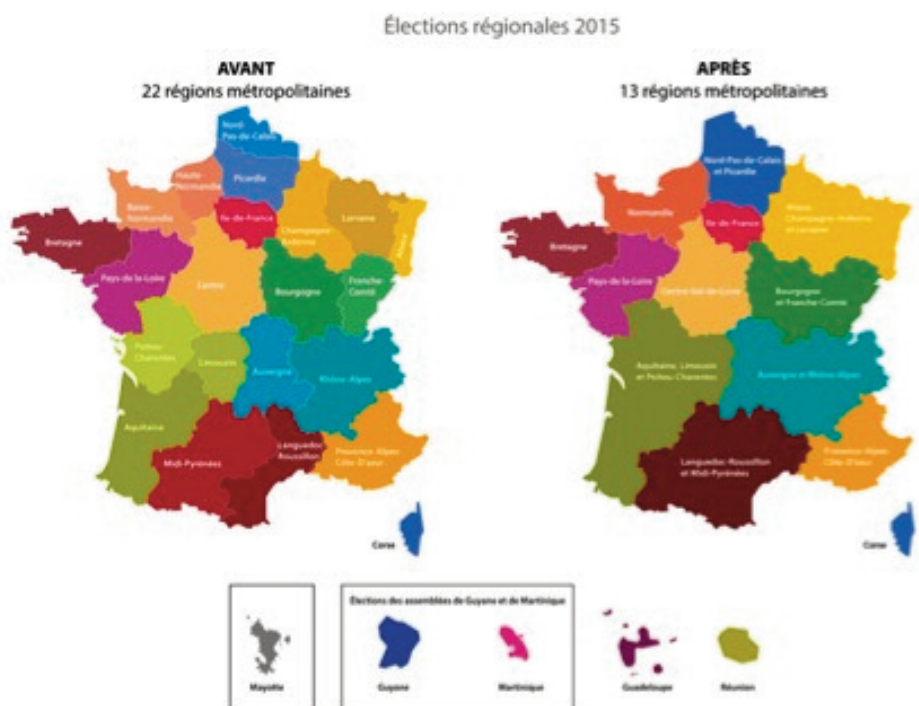 Élections régionales 2015
AVANT
22 régions métropolitaines
Nord-
Pas-de-Calais
Haute-
Normandie
Picardie
Basse-
Normandie
Ile-de-France
Champagne-
Ardenne
Lorraine
Alsace
Bretagne
Pays-de-la-Loire
Centre
Bourgogne
Franche-
Comté
Poitou-
Charentes
Limousin
Auvergne
Rhône-Alpes
Aquitaine
Midi-Pyrénées
Languedoc-
Roussillon
Provence-Alpes-
Côte-D'azur
Corse
APRÈS
13 régions métropolitaines
Nord-Pas-de-Calais
et Picardie
Normandie
Ile-de-France
Alsace,
Champagne-Ardenne
et Lorraine
Bretagne
Pays-de-la-Loire
Centre-Val-de-Loire
Bourgogne
et Franche-Comté
Aquitaine, Limousin
et Poitou-Charentes
Auvergne et Rhône-Alpes
Languedoc-Roussillon
et Midi-Pyrénées
Provence-Alpes-
Côte-D'azur
Corse
Mayotte
Élections des assemblées de Guyane et de Martinique
Guyane
Martinique
Guadeloupe
Réunion